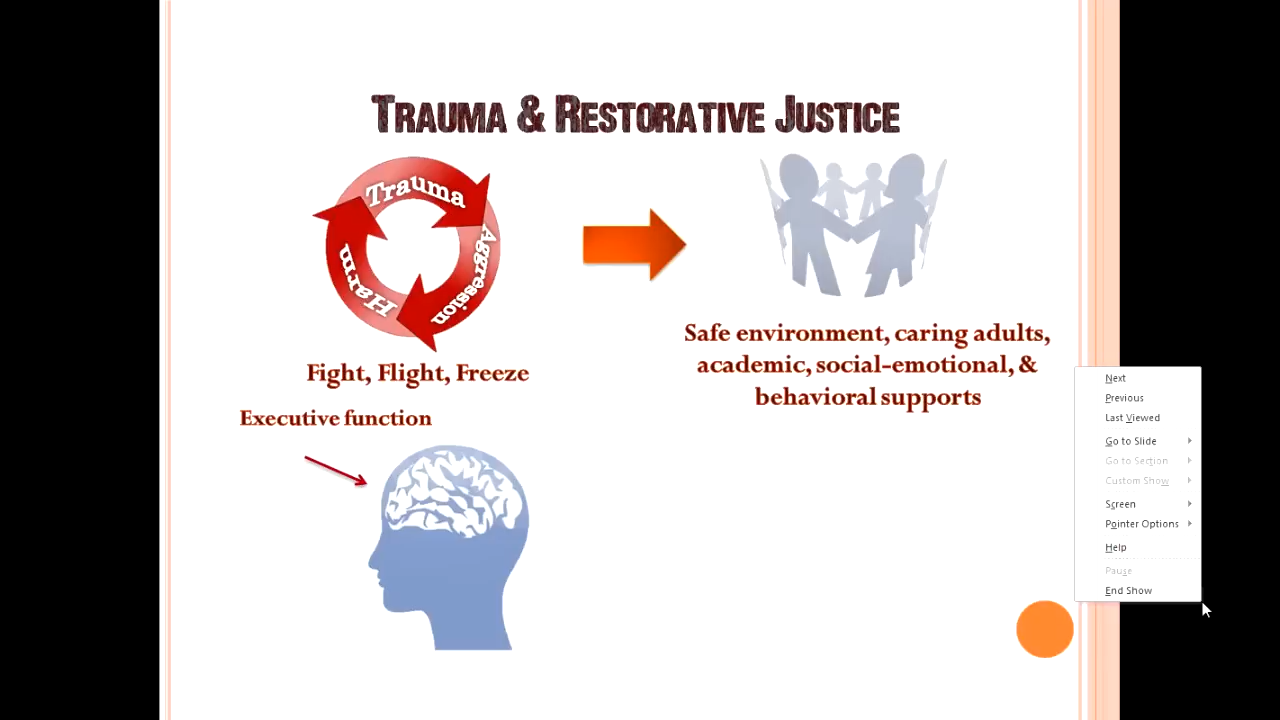 TRAUMA & RESTORATIVE JUSTICE
Trauma
Aggression
Harm
Fight, Flight, Freeze
Executive function
Safe environment, caring adults,
academic, social-emotional, &
behavioral supports
Next
Previous
Last Viewed
Go to Slide
Go to Section
Custom Show
Screen
Pointer Options
Help
Pause
End Show